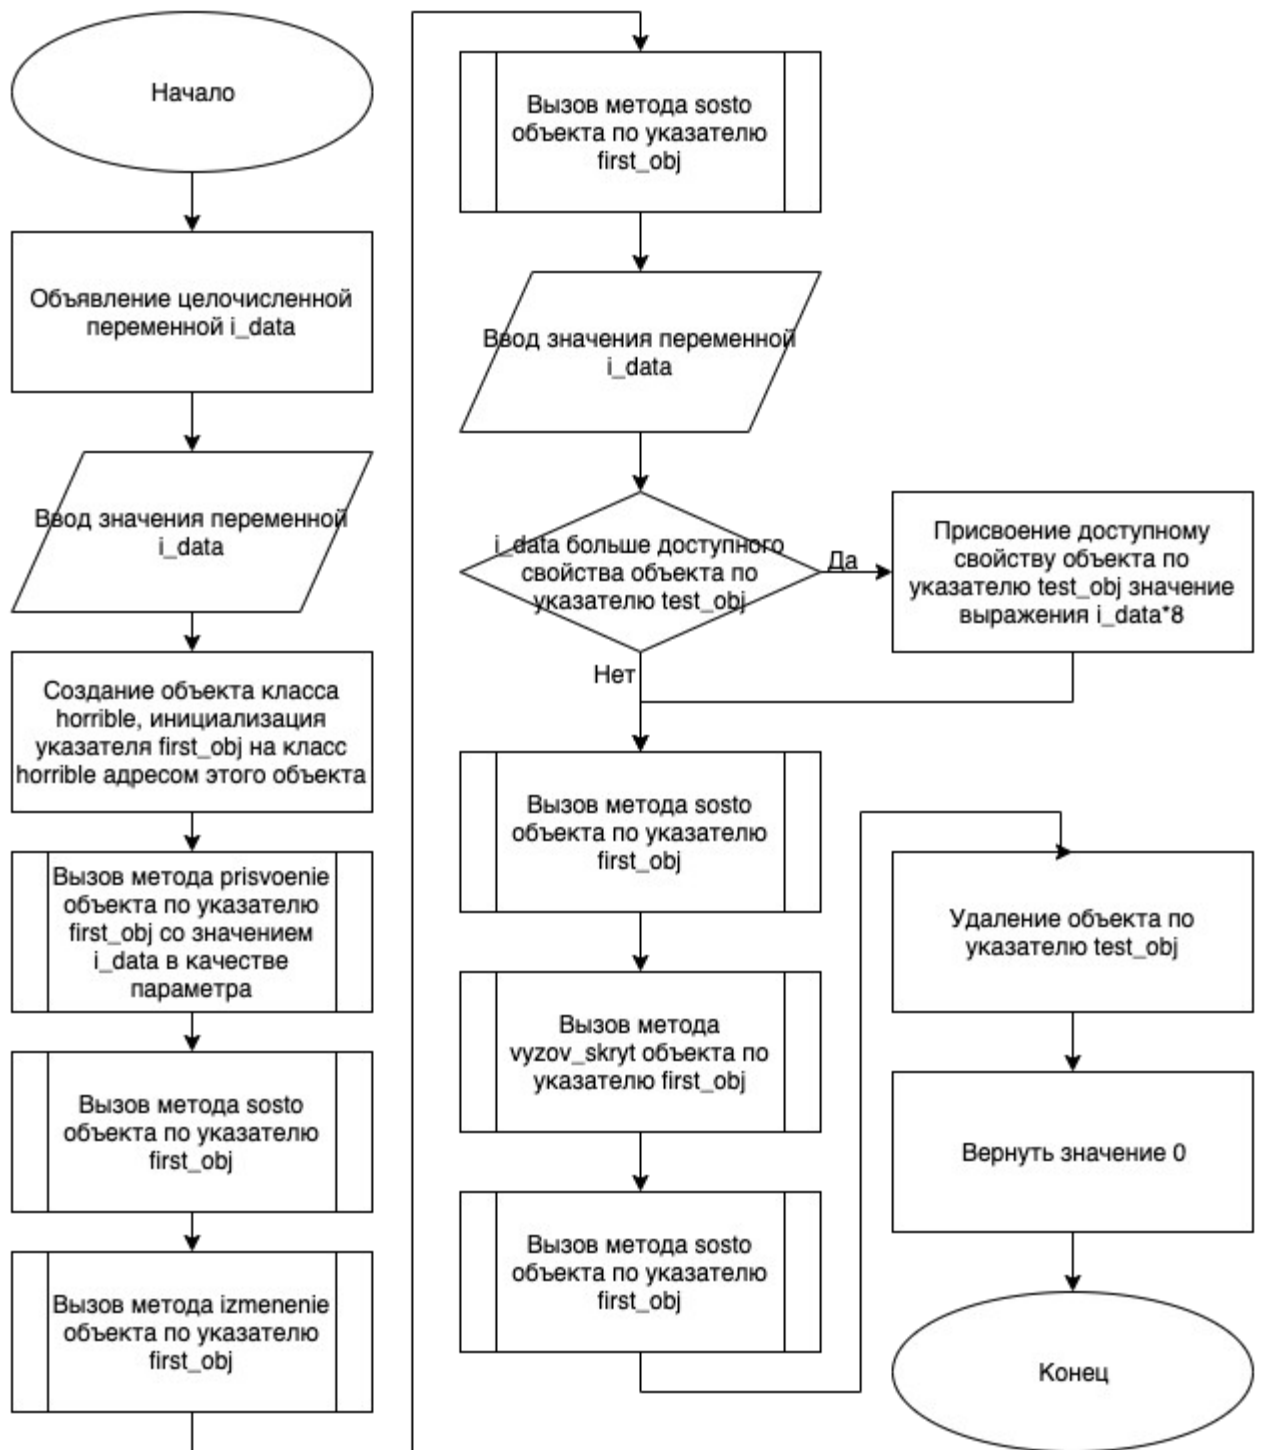 Начало
Объявление целочисленной
переменной i_data
Ввод значения переменной
i_data
Создание объекта класса
horrible, инициализация
указателя first_obj на класс
horrible адресом этого объекта
Вызов метода prisvoenie
объекта по указателю
first_obj со значением
i_data в качестве
параметра
Вызов метода sosto
объекта по указателю
first_obj
Вызов метода izmenenie
объекта по указателю
first_obj
Вызов метода sosto
объекта по указателю
first_obj
Ввод значения переменной
i_data
i_data больше доступного
свойства объекта по
указателю test_obj
Да
Присвоение доступному
свойству объекта по
указателю test_obj значение
выражения i_data*8
Нет
Вызов метода sosto
объекта по указателю
first_obj
Вызов метода
vyzov_skryt объекта по
указателю first_obj
Вызов метода sosto
объекта по указателю
first_obj
Удаление объекта по
указателю test_obj
Вернуть значение 0
Конец